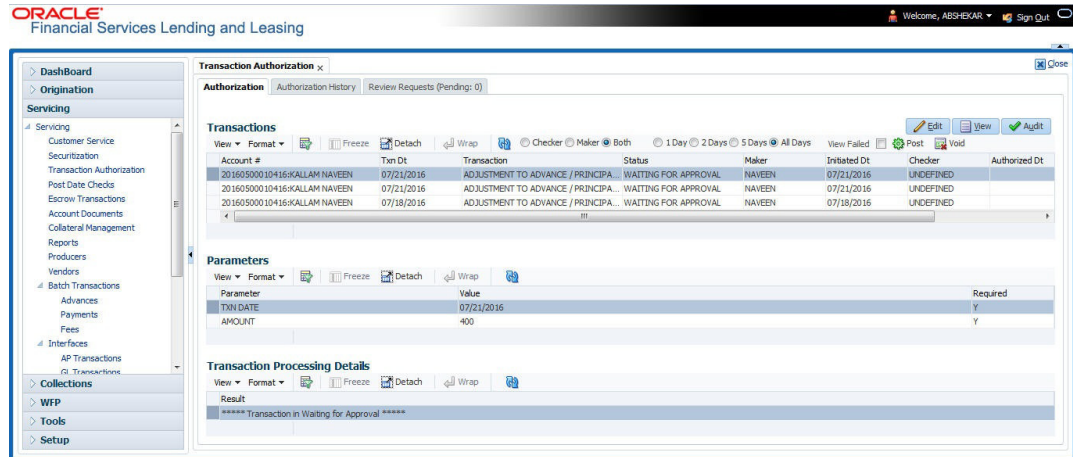 ORACLE
Financial Services Lending and Leasing
Welcome, ABSHEKAR Sign Out
Close
DashBoard
Origination
Servicing
Servicing
Customer Service
Securitization
Transaction Authorization
Post Date Checks
Escrow Transactions
Account Documents
Collateral Management
Reports
Producers
Vendors
Batch Transactions
Advances
Payments
Fees
Interfaces
AP Transactions
GL Transactions
Collections
WFP
Tools
Setup
Transaction Authorization ×
Authorization Authorization History Review Requests (Pending: 0)
Transactions Edit View Audit
View Format Freeze Detach Wrap Checker Maker Both 1 Day 2 Days 5 Days All Days View Failed Post Void
Account # Txn Dt Transaction Status Maker Initiated Dt Checker Authorized Dt
20160500010416:KALLAM NAVEEN 07/21/2016 ADJUSTMENT TO ADVANCE / PRINCIPA... WAITING FOR APPROVAL NAVEEN 07/21/2016 UNDEFINED
20160500010416:KALLAM NAVEEN 07/21/2016 ADJUSTMENT TO ADVANCE / PRINCIPA... WAITING FOR APPROVAL NAVEEN 07/21/2016 UNDEFINED
20160500010416:KALLAM NAVEEN 07/18/2016 ADJUSTMENT TO ADVANCE / PRINCIPA... WAITING FOR APPROVAL NAVEEN 07/18/2016 UNDEFINED
Parameters
View Format Freeze Detach Wrap
Parameter Value Required
TXN DATE 07/21/2016 Y
AMOUNT 400 Y
Transaction Processing Details
View Format Freeze Detach Wrap
Result
***** Transaction in Waiting for Approval *****